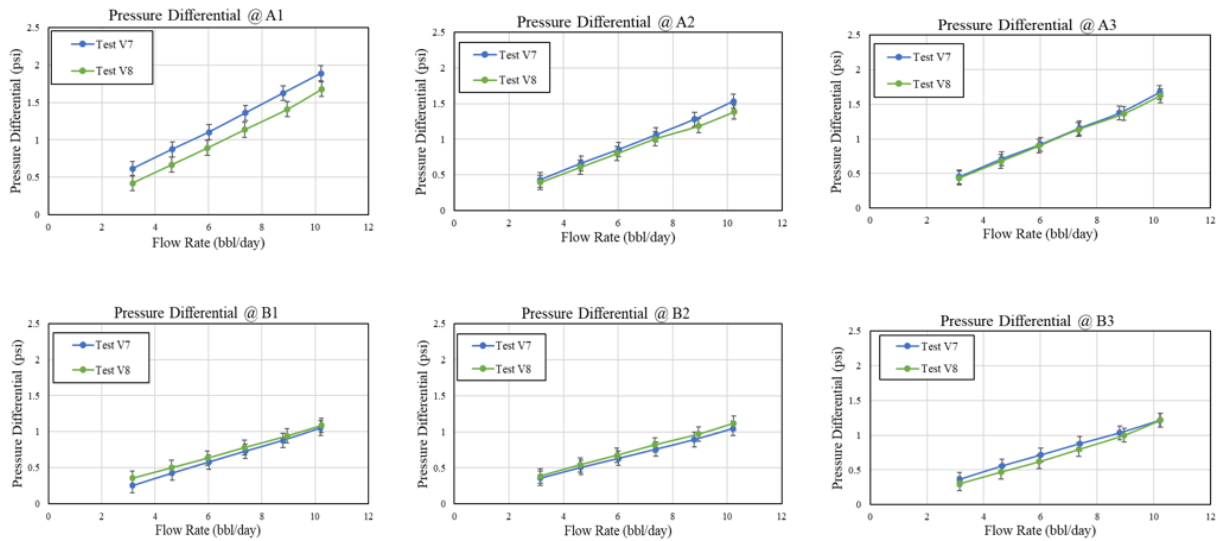 Pressure Differential @ A1
Pressure Differential (psi)
2.5
2
1.5
1
0.5
0
Test V7
Test V8
0 2 4 6 8 10 12
Flow Rate (bbl/day)
Pressure Differential @ A2
Pressure Differential (psi)
2.5
2
1.5
1
0.5
0
Test V7
Test V8
0 2 4 6 8 10 12
Flow Rate (bbl/day)
Pressure Differential @ A3
Pressure Differential (psi)
2.5
2
1.5
1
0.5
0
Test V7
Test V8
0 2 4 6 8 10 12
Flow Rate (bbl/day)
Pressure Differential @ B1
Pressure Differential (psi)
2.5
2
1.5
1
0.5
0
Test V7
Test V8
0 2 4 6 8 10 12
Flow Rate (bbl/day)
Pressure Differential @ B2
Pressure Differential (psi)
2.5
2
1.5
1
0.5
0
Test V7
Test V8
0 2 4 6 8 10 12
Flow Rate (bbl/day)
Pressure Differential @ B3
Pressure Differential (psi)
2.5
2
1.5
1
0.5
0
Test V7
Test V8
0 2 4 6 8 10 12
Flow Rate (bbl/day)